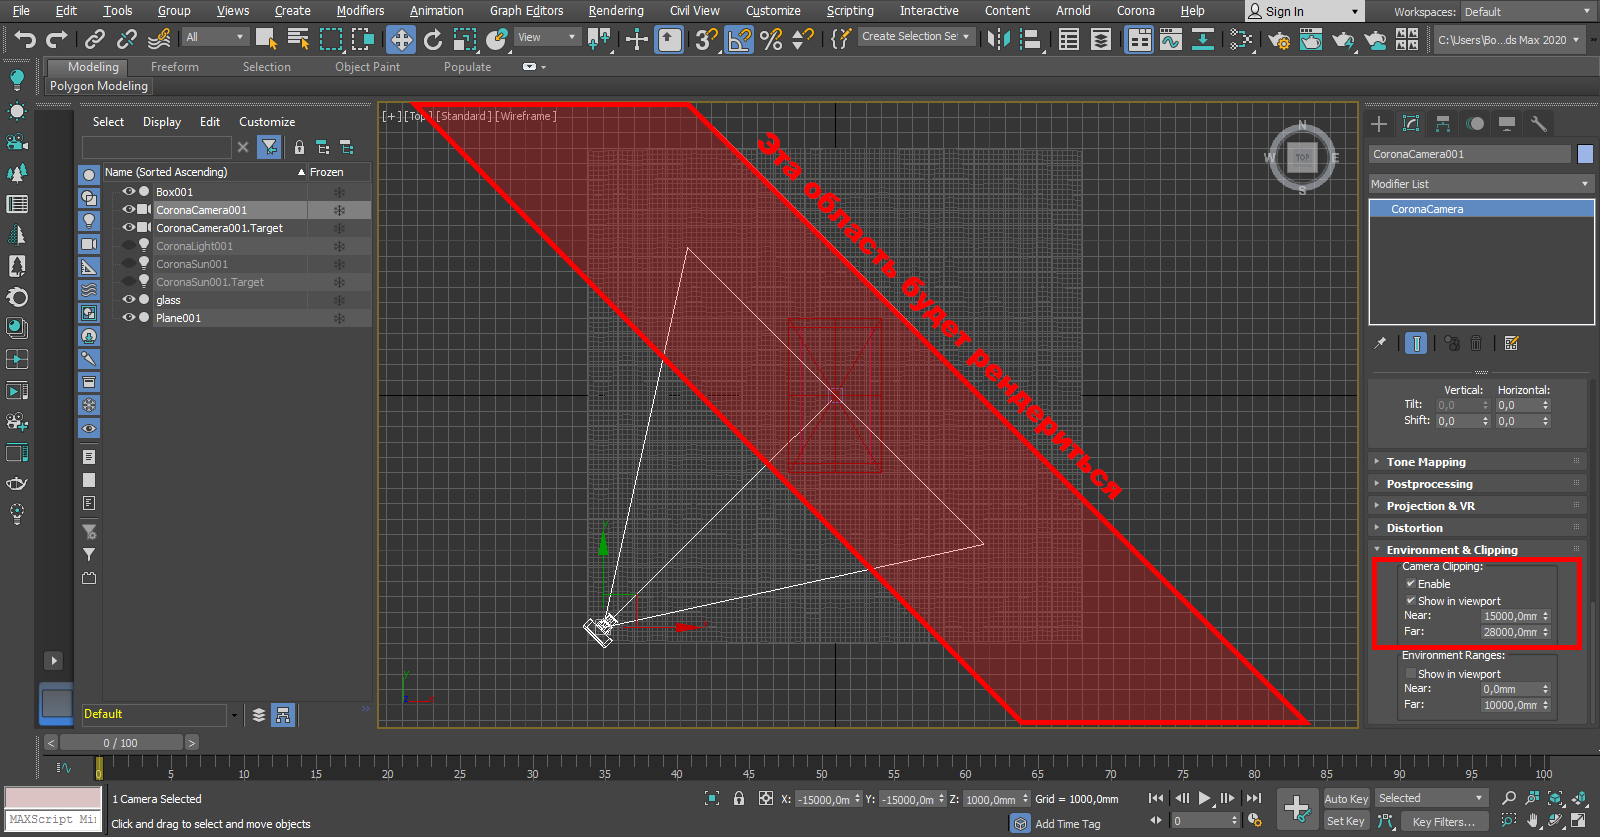 File Edit Tools Group Views Create Modifiers Animation Graph Editors Rendering Civil View Customize Scripting Interactive Content Arnold Corona Help Sign In Workspaces: Default
All View Create Selection Se C:\Users\Bo...ds Max 2020
Modeling Freeform Selection Object Paint Populate
Polygon Modeling
Select Display Edit Customize
Name (Sorted Ascending) Frozen
Box001
CoronaCamera001
CoronaCamera001.Target
CoronaLight001
CoronaSun001
CoronaSun001.Target
glass
Plane001
Default
[+] [Top] [Standard] [Wireframe]
Эта область будет рендериться
N
W TOP E
S
CoronaCamera001
Modifier List
CoronaCamera
Vertical: Horizontal:
Tilt: 0,0 0,0
Shift: 0,0 0,0
Tone Mapping
Postprocessing
Projection & VR
Distortion
Environment & Clipping
Camera Clipping:
Enable
Show in viewport
Near: 15000,0mm
Far: 28000,0mm
Environment Ranges:
Show in viewport
Near: 0,0mm
Far: 10000,0mm
0 / 100
0 5 10 15 20 25 30 35 40 45 50 55 60 65 70 75 80 85 90 95 100
1 Camera Selected X: -15000,0m Y: -15000,0m Z: 1000,0mm Grid = 1000,0mm Auto Key Selected
MAXScript Mi Click and drag to select and move objects Add Time Tag 0 Set Key Key Filters...